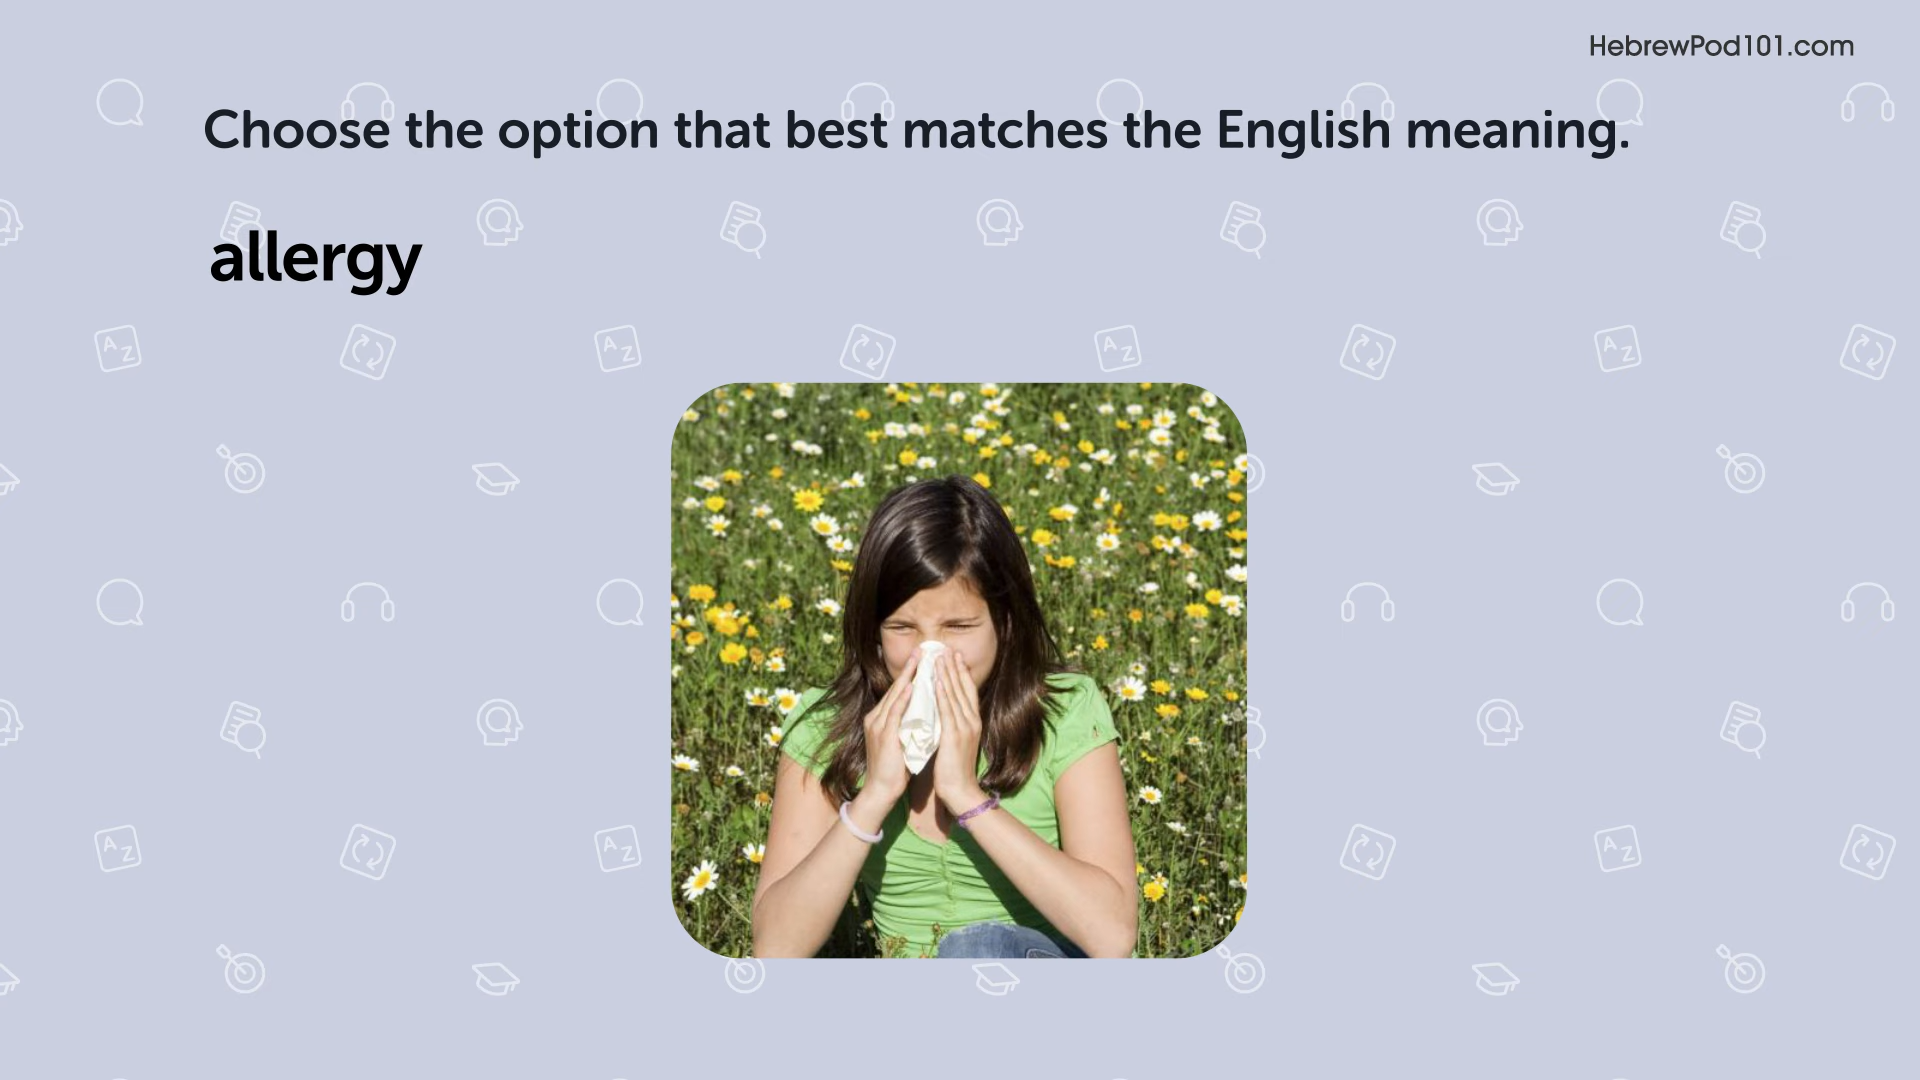 HebrewPod101.com
Choose the option that best matches the English meaning.
allergy